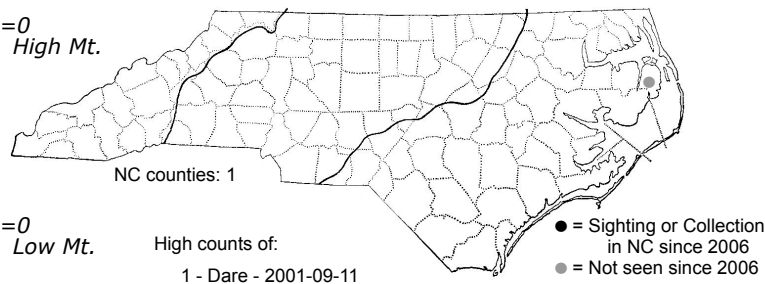 =0
High Mt.
NC counties: 1
=0
Low Mt.
High counts of:
1 - Dare - 2001-09-11
= Sighting or Collection
in NC since 2006
= Not seen since 2006